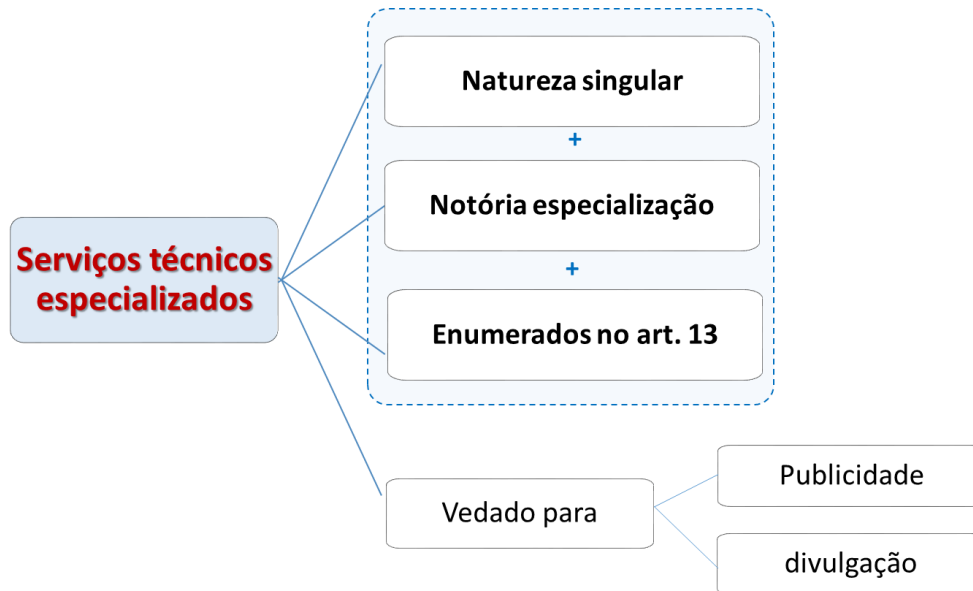 Natureza singular
+
Notória especialização
+
Enumerados no art. 13
Serviços técnicos
especializados
Vedado para
Publicidade
divulgação